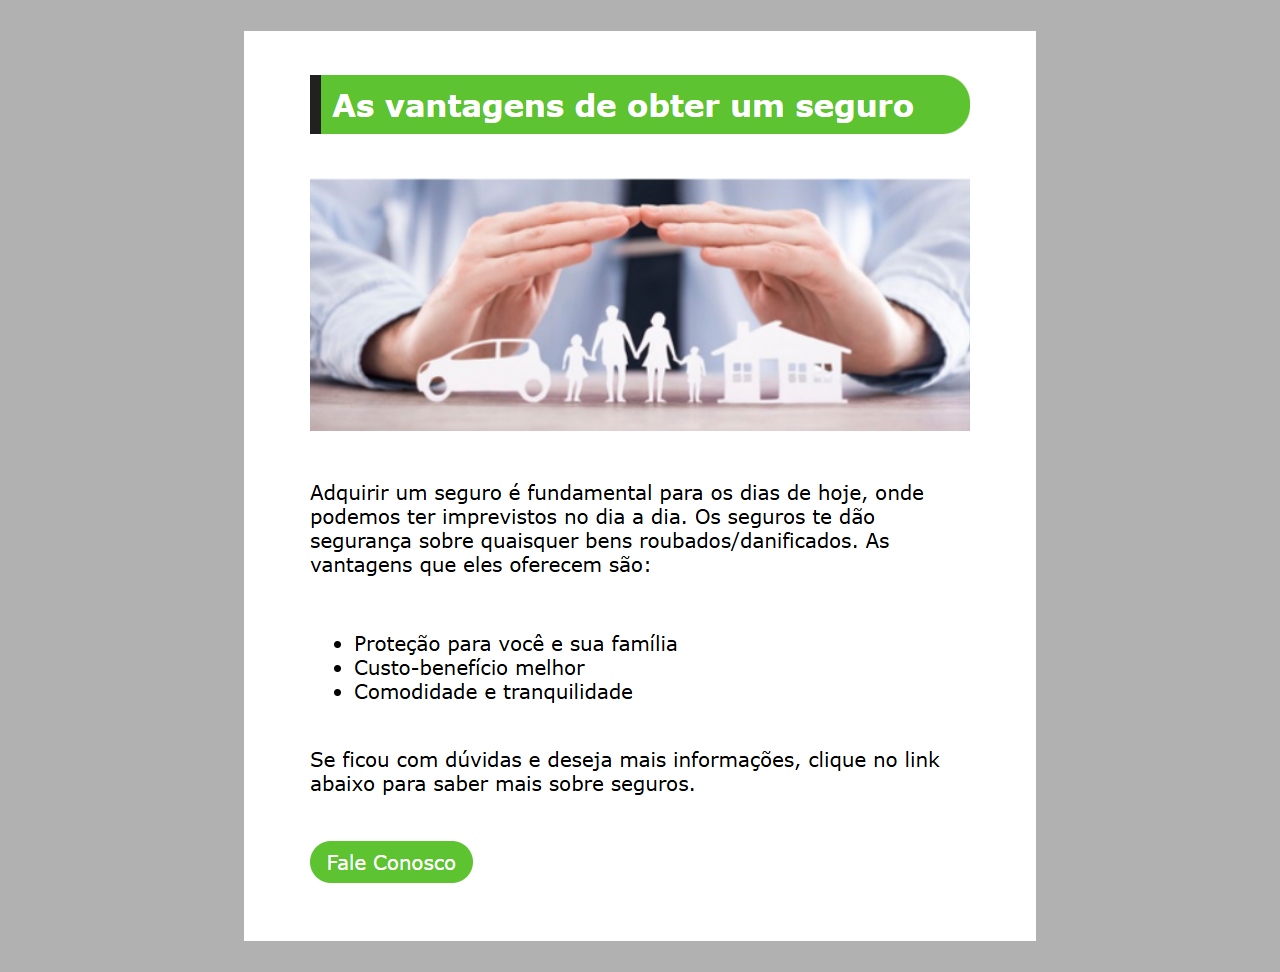 As vantagens de obter um seguro
Adquirir um seguro é fundamental para os dias de hoje, onde
podemos ter imprevistos no dia a dia. Os seguros te dão
segurança sobre quaisquer bens roubados/danificados. As
vantagens que eles oferecem são:
• Proteção para você e sua família
• Custo-benefício melhor
• Comodidade e tranquilidade
Se ficou com dúvidas e deseja mais informações, clique no link
abaixo para saber mais sobre seguros.
Fale Conosco